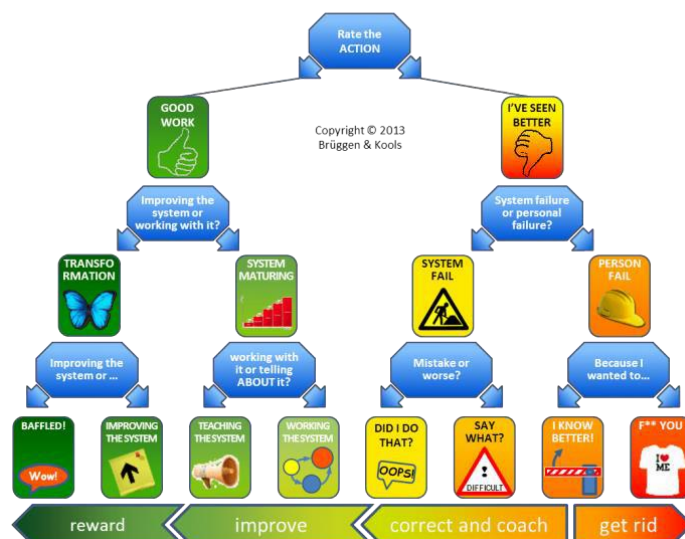 Rate the
ACTION
GOOD
WORK
I'VE SEEN
BETTER
Copyright © 2013
Brüggen & Kools
Improving the
system or
working with it?
System failure
or personal
failure?
TRANSFO
RMATION
SYSTEM
MATURING
SYSTEM
FAIL
PERSON
FAIL
Improving the
system or ...
working with
it or telling
ABOUT it?
Mistake or
worse?
Because I
wanted to...
BAFFLED!
Wow!
IMPROVING
THE SYSTEM
TEACHING
THE SYSTEM
WORKING
THE SYSTEM
DID I DO
THAT?
OOPS!
SAY
WHAT?
!
DIFFICULT
I KNOW
BETTER!
F** YOU
I ♥
ME
reward
improve
correct and coach
get rid